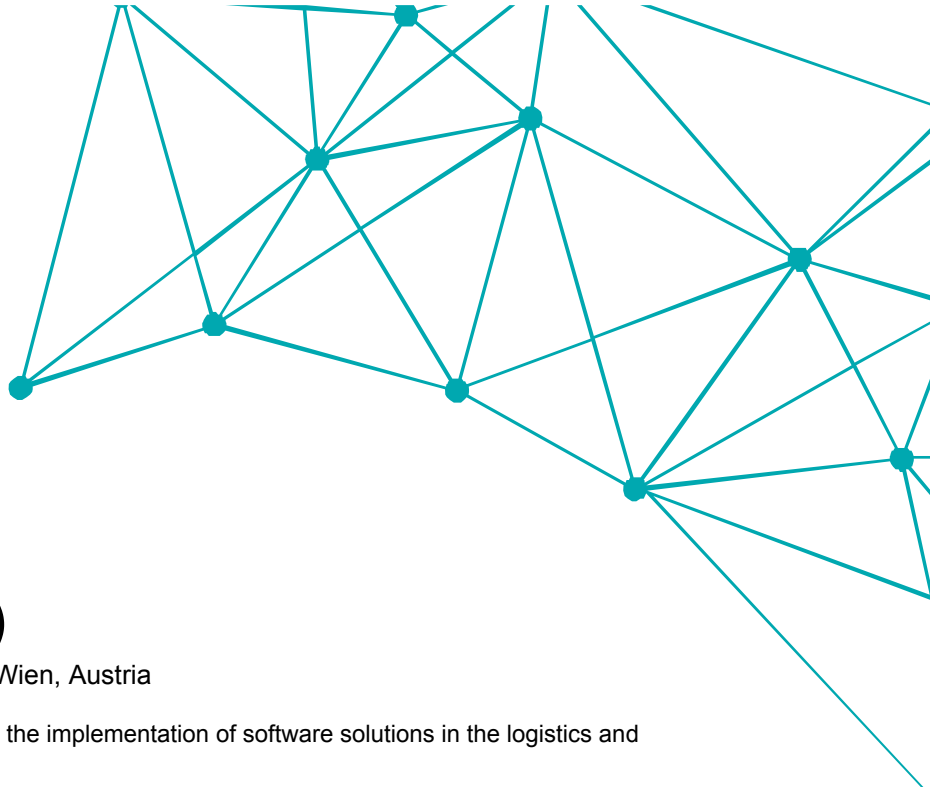 )
Wien, Austria
the implementation of software solutions in the logistics and